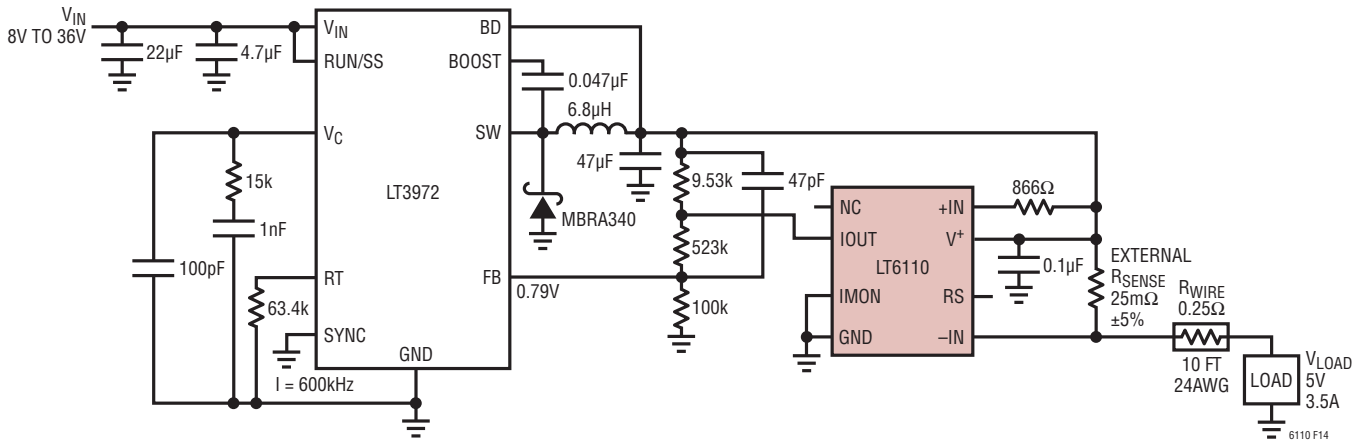 VIN
8V TO 36V
22µF
4.7µF
VIN
RUN/SS
BD
BOOST
0.047µF
6.8µH
VC
SW
LT3972
15k
1nF
100pF
47µF
9.53k
47pF
MBRA340
523k
RT
63.4k
FB
0.79V
100k
SYNC
GND
I = 600kHz
NC
+IN
866Ω
IOUT
V+
LT6110
0.1µF
IMON
RS
GND
–IN
EXTERNAL
RSENSE
25mΩ
±5%
RWIRE
0.25Ω
10 FT
24AWG
LOAD
VLOAD
5V
3.5A
6110 F14